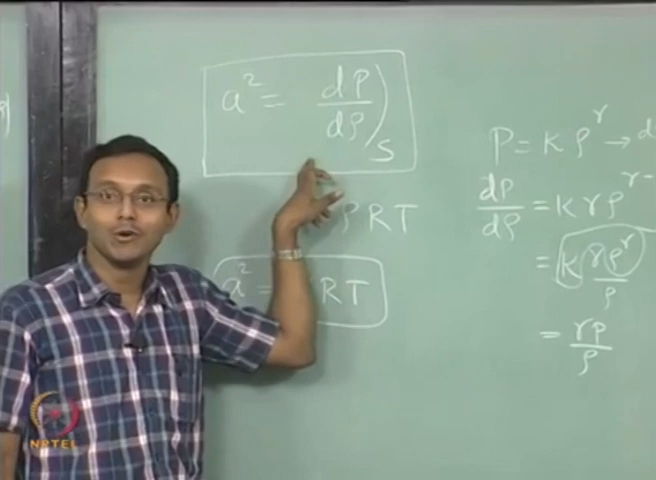 a² = dP/dρ)ₛ
ρRT
a² = RT
P = Kρ^γ →
dP/dρ = Kγρ^γ-
= Kγρ^γ/ρ
= γP/ρ
NPTEL